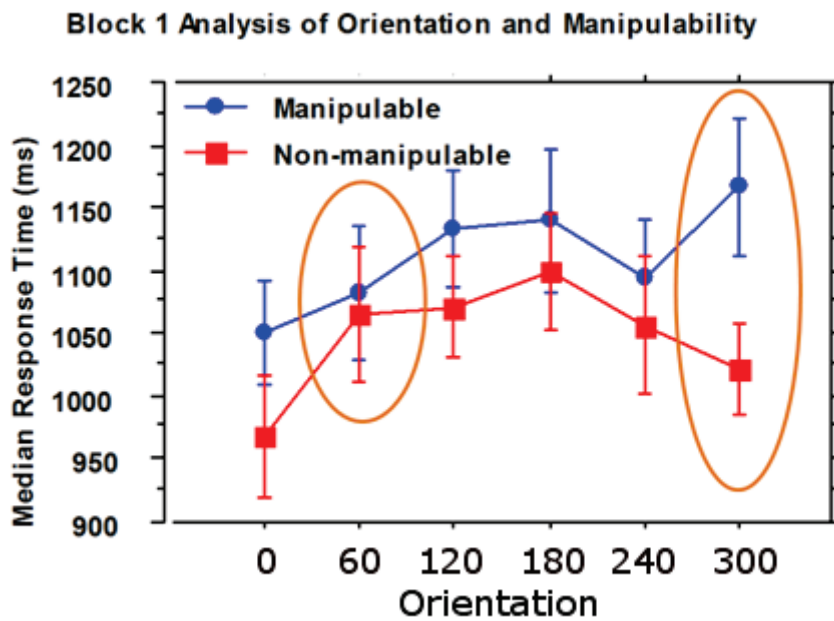 Block 1 Analysis of Orientation and Manipulability
Median Response Time (ms)
1250
1200
1150
1100
1050
1000
950
900
Manipulable
Non-manipulable
0 60 120 180 240 300
Orientation